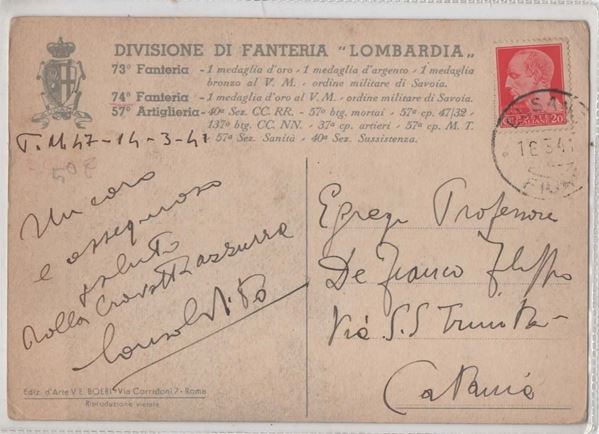 DIVISIONE DI FANTERIA "LOMBARDIA"
73° Fanteria - 1 medaglia d'oro - 1 medaglia d'argento - 1 medaglia
bronzo al V. M. - ordine militare di Savoia.
74° Fanteria - 1 medaglia d'oro al V. M. - ordine militare di Savoia.
57° Artiglieria - 40ª Sez. CC. RR. - 57° btg. mortai - 57ª cp. 47/32
137° btg. CC. NN. - 37ª cp. artieri - 57ª cp. M. T.
57ª Sez. Sanità - 40ª Sez. Sussistenza.
14-3-41
Un caro
e ossequioso
saluto
dalla Croatia azzurra
Egregi Professore
De Franco Filippo
Via S.S Trinità
Catania
Ediz. d'Arte V. E. BOERI - Via Corridoni 7 - Roma
Riproduzione vietata